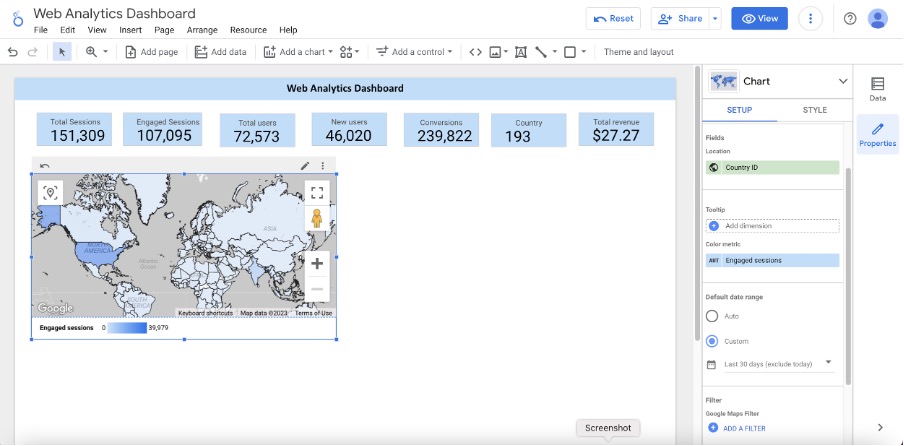 Web Analytics Dashboard
File Edit View Insert Page Arrange Resource Help
Reset
Share
View
Add page
Add data
Add a chart
Add a control
Theme and layout
Web Analytics Dashboard
Total Sessions
151,309
Engaged Sessions
107,095
Total users
72,573
New users
46,020
Conversions
239,822
Country
193
Total revenue
$27.27
NORTH
AMERICA
Atlantic
Ocean
ASIA
SOUTH
AMERICA
Google
Keyboard shortcuts Map data ©2023 Terms of Use
Engaged sessions 0 39,979
Chart
SETUP STYLE
Fields
Location
Country ID
Tooltip
Add dimension
Color metric
AUT Engaged sessions
Default date range
Auto
Custom
Last 30 days (exclude today)
Filter
Google Maps Filter
ADD A FILTER
Data
Properties
Screenshot